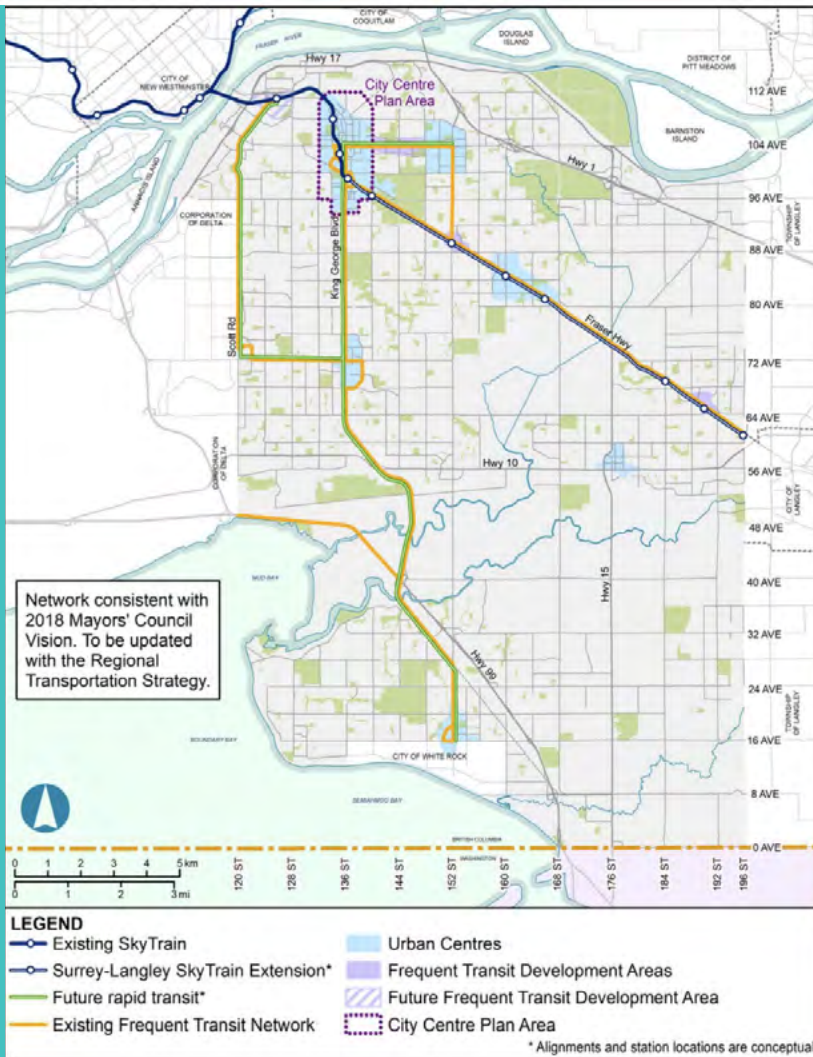 CITY OF
COQUITLAM
DOUGLAS
ISLAND
FRASER RIVER
Hwy 17
DISTRICT OF
PITT MEADOWS
CITY OF
NEW WESTMINSTER
City Centre
Plan Area
112 AVE
BARNSTON
ISLAND
104 AVE
Hwy 1
ANNACIS ISLAND
96 AVE
CORPORATION
OF DELTA
TOWNSHIP
OF LANGLEY
King George Blvd
88 AVE
80 AVE
Scott Rd
Fraser Hwy
72 AVE
64 AVE
CORPORATION
OF DELTA
Hwy 10
56 AVE
CITY OF
LANGLEY
48 AVE
MUD BAY
40 AVE
Network consistent with
2018 Mayors' Council
Vision. To be updated
with the Regional
Transportation Strategy.
Hwy 15
32 AVE
Hwy 99
24 AVE
TOWNSHIP
OF LANGLEY
16 AVE
BOUNDARY BAY
CITY OF WHITE ROCK
8 AVE
SEMIAHMOO BAY
BRITISH COLUMBIA
0 AVE
WASHINGTON
0 1 2 3 4 5 km
0 1 2 3 mi
120 ST
128 ST
136 ST
144 ST
152 ST
160 ST
168 ST
176 ST
184 ST
192 ST
196 ST
LEGEND
Existing SkyTrain
Surrey-Langley SkyTrain Extension*
Future rapid transit*
Existing Frequent Transit Network
Urban Centres
Frequent Transit Development Areas
Future Frequent Transit Development Area
City Centre Plan Area
* Alignments and station locations are conceptual